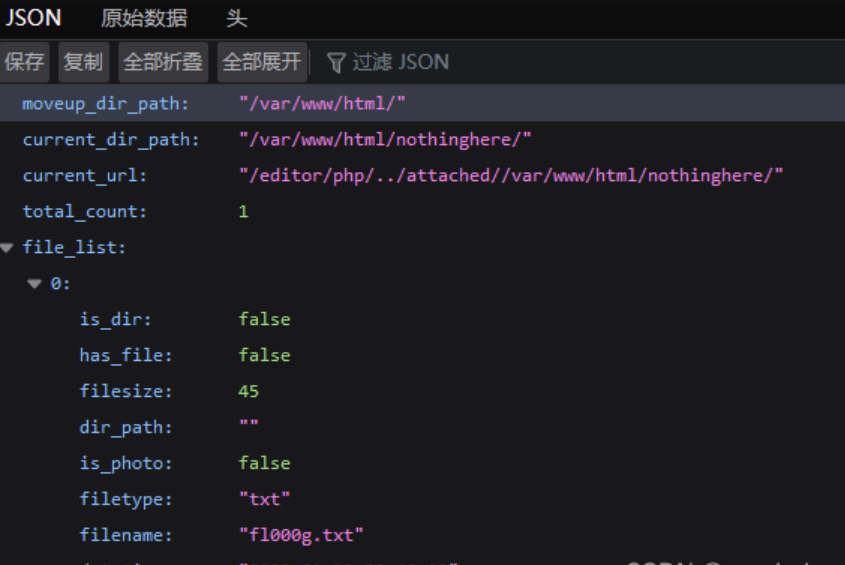 JSON 原始数据 头
保存 复制 全部折叠 全部展开 过滤 JSON
moveup_dir_path: "/var/www/html/"
current_dir_path: "/var/www/html/nothinghere/"
current_url: "/editor/php/../attached//var/www/html/nothinghere/"
total_count: 1
file_list:
0:
is_dir: false
has_file: false
filesize: 45
dir_path: ""
is_photo: false
filetype: "txt"
filename: "fl000g.txt"